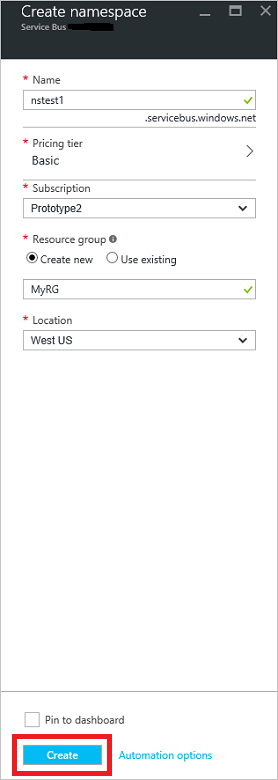 Create namespace
Service Bus
* Name
nstest1
.servicebus.windows.net
* Pricing tier
Basic
* Subscription
Prototype2
* Resource group
Create new Use existing
MyRG
* Location
West US
Pin to dashboard
Create Automation options